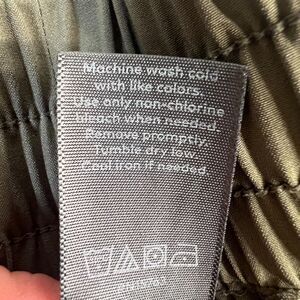 Machine wash cold
with like colors.
Use only non-chlorine
bleach when needed.
Remove promptly.
Tumble dry low.
Cool iron if needed.